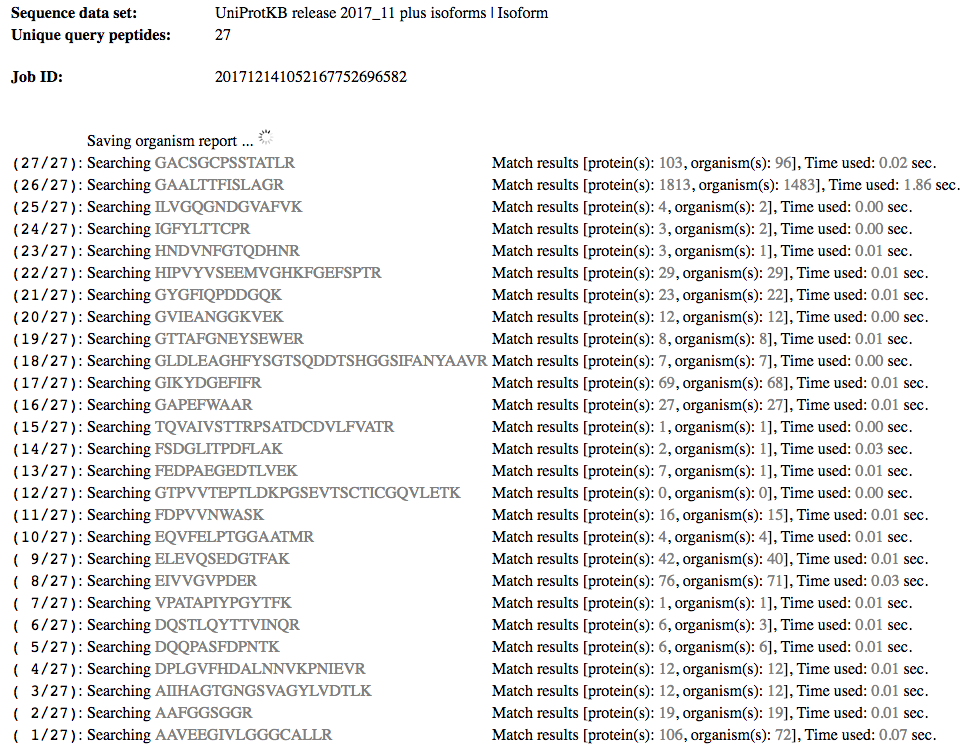 Sequence data set: UniProtKB release 2017_11 plus isoforms | Isoform
Unique query peptides: 27
Job ID: 201712141052167752696582
Saving organism report ...
(27/27): Searching GACSGCPSSTATLR Match results [protein(s): 103, organism(s): 96], Time used: 0.02 sec.
(26/27): Searching GAALTTFISLAGR Match results [protein(s): 1813, organism(s): 1483], Time used: 1.86 sec.
(25/27): Searching ILVGQGNDGVAFVK Match results [protein(s): 4, organism(s): 2], Time used: 0.00 sec.
(24/27): Searching IGFYLTTCPR Match results [protein(s): 3, organism(s): 2], Time used: 0.00 sec.
(23/27): Searching HNDVNFGTQDHNR Match results [protein(s): 3, organism(s): 1], Time used: 0.01 sec.
(22/27): Searching HIPVYVSEEMVGHKFGEFSPTR Match results [protein(s): 29, organism(s): 29], Time used: 0.01 sec.
(21/27): Searching GYGFIQPDDGQK Match results [protein(s): 23, organism(s): 22], Time used: 0.01 sec.
(20/27): Searching GVIEANGGKVEK Match results [protein(s): 12, organism(s): 12], Time used: 0.00 sec.
(19/27): Searching GTTAFGNEYSEWER Match results [protein(s): 8, organism(s): 8], Time used: 0.01 sec.
(18/27): Searching GLDLEAGHFYSGTSQDDTSHGGSIFANYAAVR Match results [protein(s): 7, organism(s): 7], Time used: 0.00 sec.
(17/27): Searching GIKYDGEFIFR Match results [protein(s): 69, organism(s): 68], Time used: 0.01 sec.
(16/27): Searching GAPEFWAAR Match results [protein(s): 27, organism(s): 27], Time used: 0.01 sec.
(15/27): Searching TQVAIVSTTRPSATDCDVLFVATR Match results [protein(s): 1, organism(s): 1], Time used: 0.00 sec.
(14/27): Searching FSDGLITPDFLAK Match results [protein(s): 2, organism(s): 1], Time used: 0.03 sec.
(13/27): Searching FEDPAEGEDTLVEK Match results [protein(s): 7, organism(s): 1], Time used: 0.01 sec.
(12/27): Searching GTPVVTEPTLDKPGSEVTSCTICGQVLETK Match results [protein(s): 0, organism(s): 0], Time used: 0.00 sec.
(11/27): Searching FDPVVNWASK Match results [protein(s): 16, organism(s): 15], Time used: 0.01 sec.
(10/27): Searching EQVFELPTGGAATMR Match results [protein(s): 4, organism(s): 4], Time used: 0.01 sec.
( 9/27): Searching ELEVQSEDGTFAK Match results [protein(s): 42, organism(s): 40], Time used: 0.01 sec.
( 8/27): Searching EIVVGVPDER Match results [protein(s): 76, organism(s): 71], Time used: 0.03 sec.
( 7/27): Searching VPATAPIYPGYTFK Match results [protein(s): 1, organism(s): 1], Time used: 0.01 sec.
( 6/27): Searching DQSTLQYTTVINQR Match results [protein(s): 6, organism(s): 3], Time used: 0.01 sec.
( 5/27): Searching DQQPASFDPNTK Match results [protein(s): 6, organism(s): 6], Time used: 0.01 sec.
( 4/27): Searching DPLGVFHDALNNVKPNIEVR Match results [protein(s): 12, organism(s): 12], Time used: 0.01 sec.
( 3/27): Searching AIIHAGTGNGSVAGYLVDTLK Match results [protein(s): 12, organism(s): 12], Time used: 0.01 sec.
( 2/27): Searching AAFGGSGGR Match results [protein(s): 19, organism(s): 19], Time used: 0.01 sec.
( 1/27): Searching AAVEEGIVLGGGCALLR Match results [protein(s): 106, organism(s): 72], Time used: 0.07 sec.